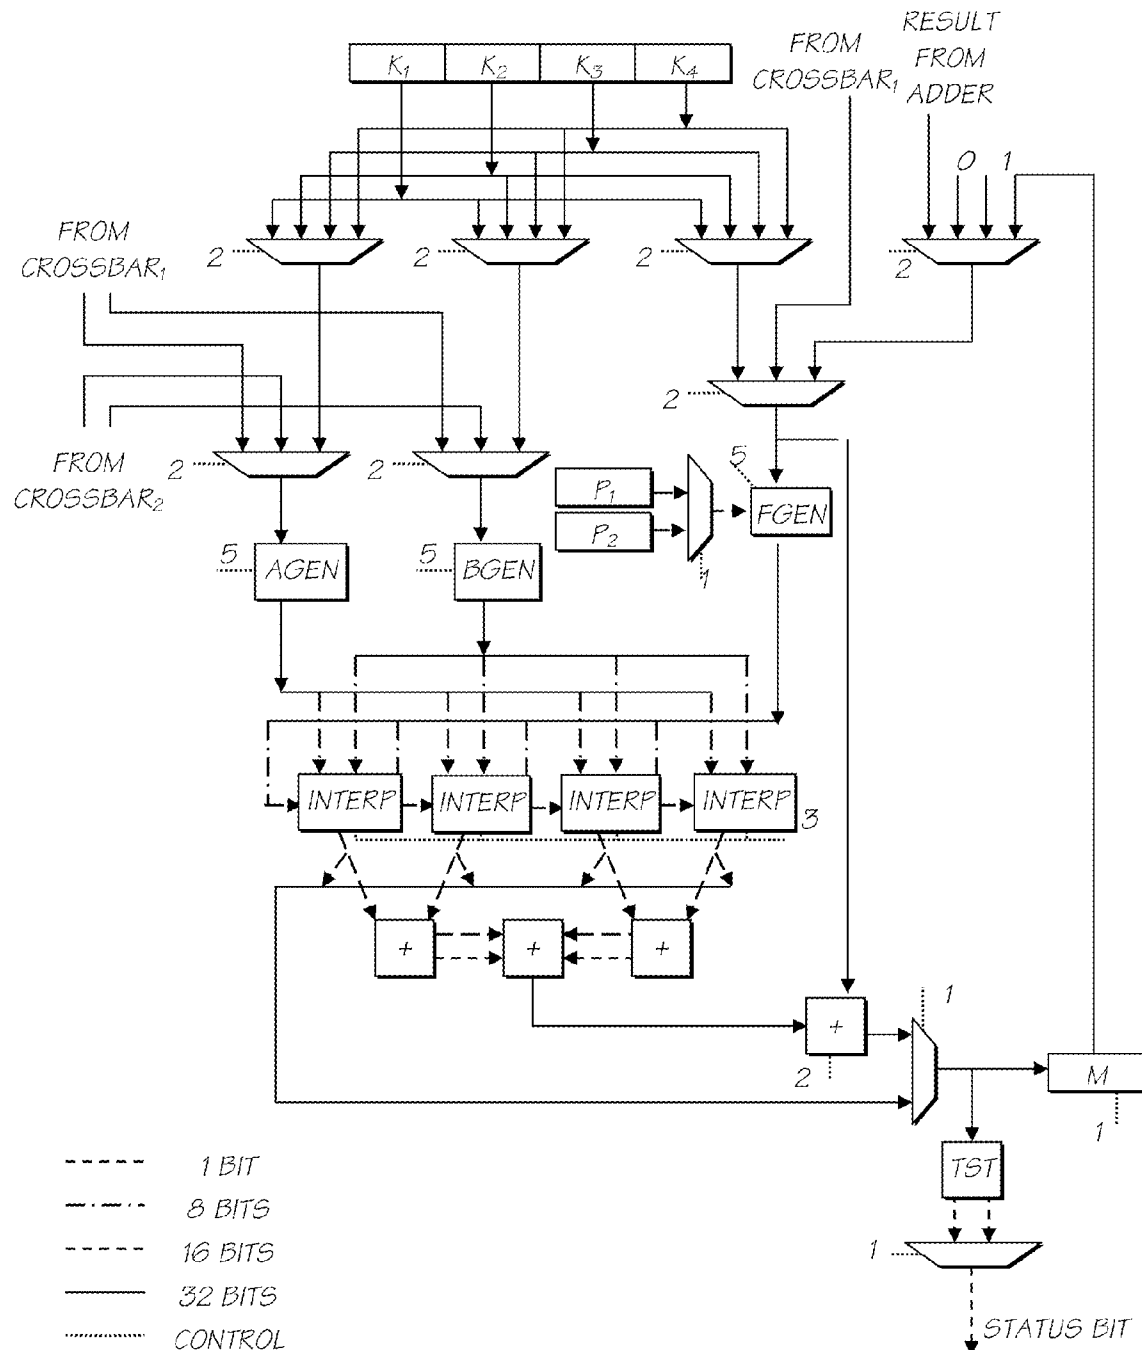 RESULT
FROM
ADDER
FROM
CROSSBAR₁
K₁ K₂ K₃ K₄
0 1
FROM
CROSSBAR₁
2 2 2 2
2
FROM
CROSSBAR₂
2 2
P₁
P₂
1
5
FGEN
5 AGEN
5 BGEN
INTERP INTERP INTERP INTERP 3
+ + +
+
2
1
M
1
TST
1
STATUS BIT
1 BIT
8 BITS
16 BITS
32 BITS
CONTROL